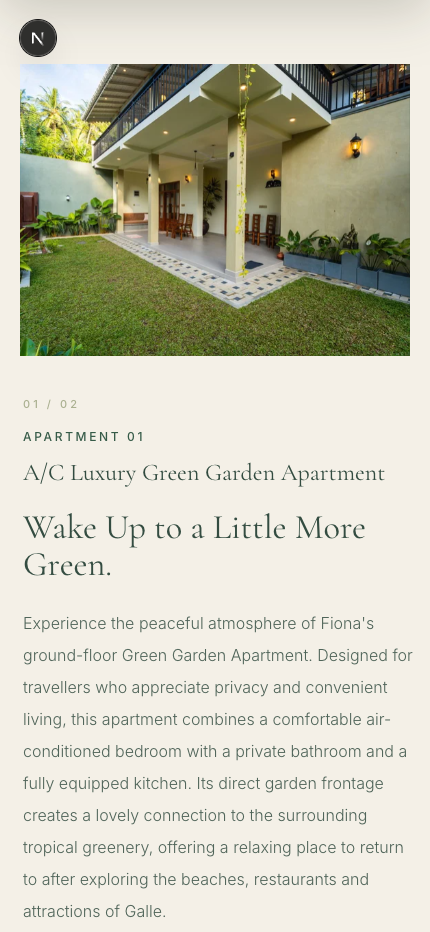 N
01 / 02
APARTMENT 01
A/C Luxury Green Garden Apartment
Wake Up to a Little More
Green.
Experience the peaceful atmosphere of Fiona's
ground-floor Green Garden Apartment. Designed for
travellers who appreciate privacy and convenient
living, this apartment combines a comfortable air-
conditioned bedroom with a private bathroom and a
fully equipped kitchen. Its direct garden frontage
creates a lovely connection to the surrounding
tropical greenery, offering a relaxing place to return
to after exploring the beaches, restaurants and
attractions of Galle.